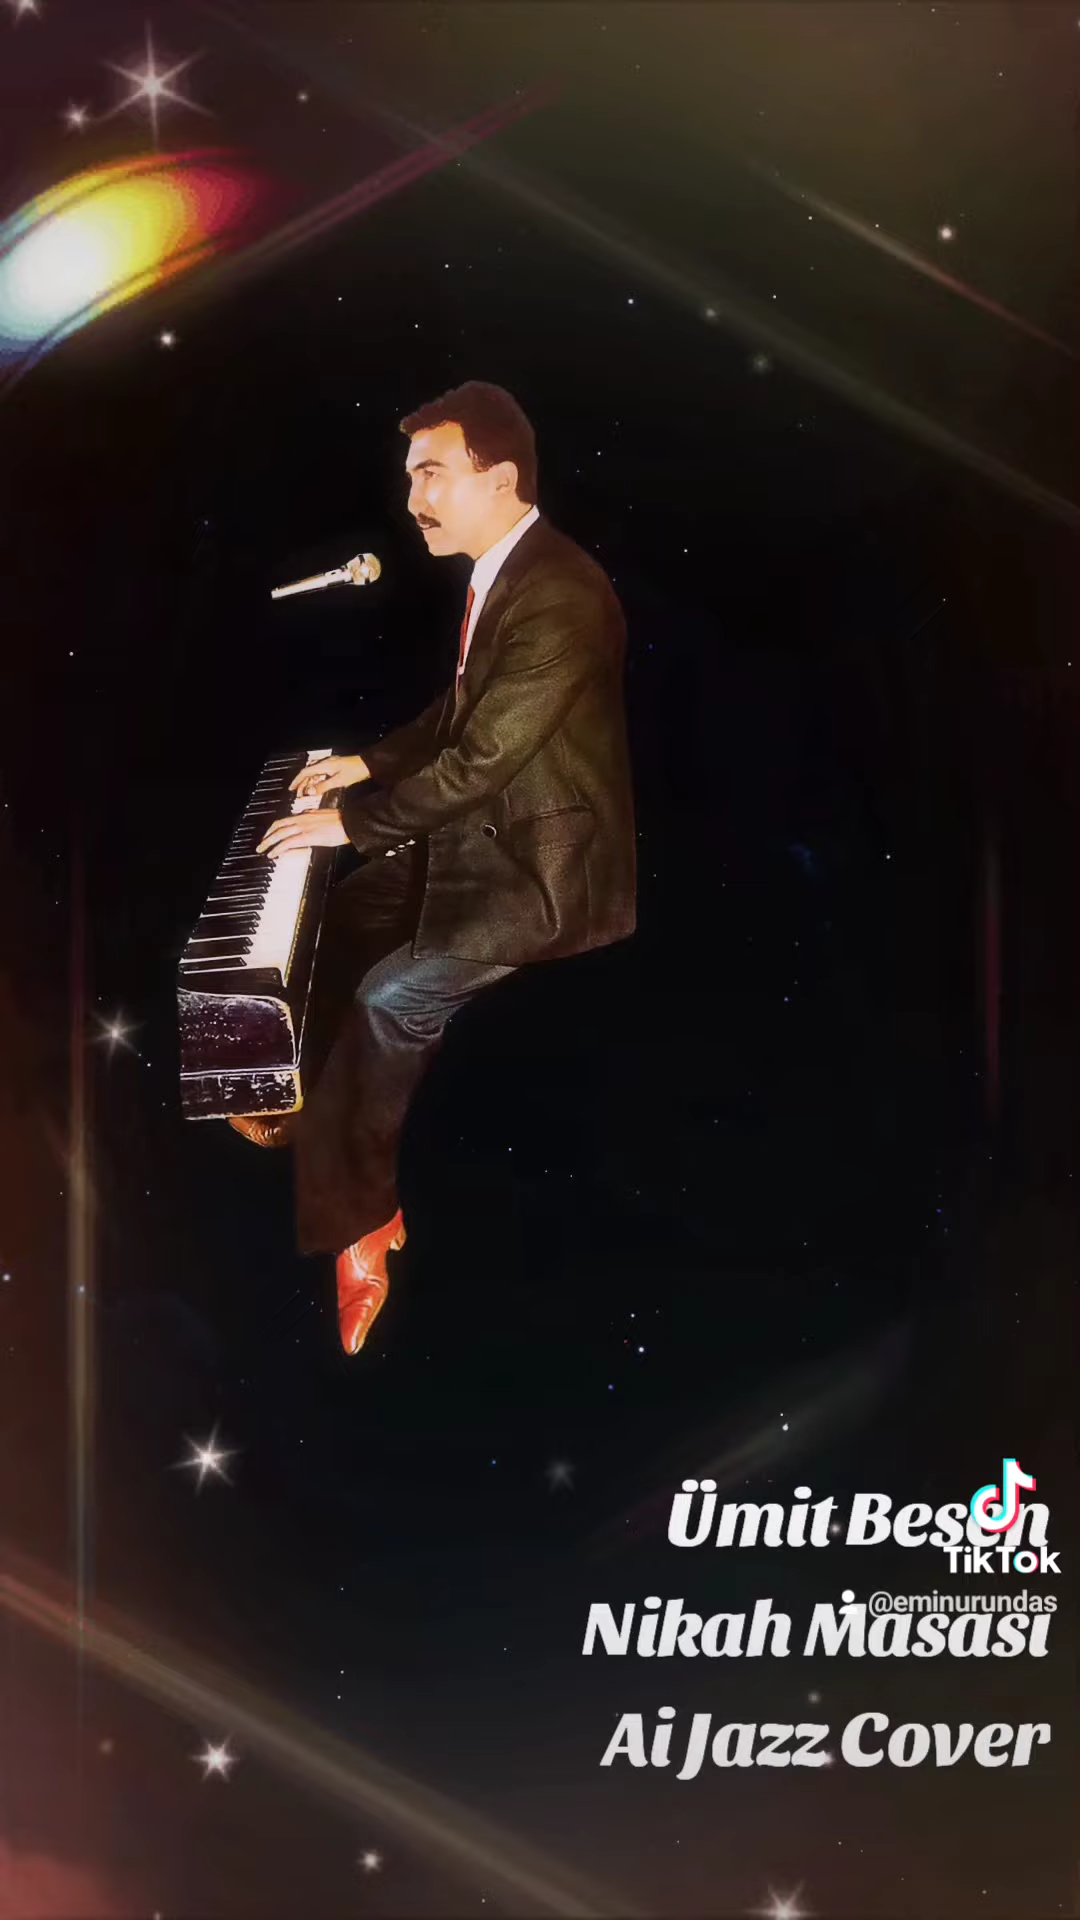 Ümit Besen
TikTok
@eminurundas
Nikah Masası
Ai Jazz Cover